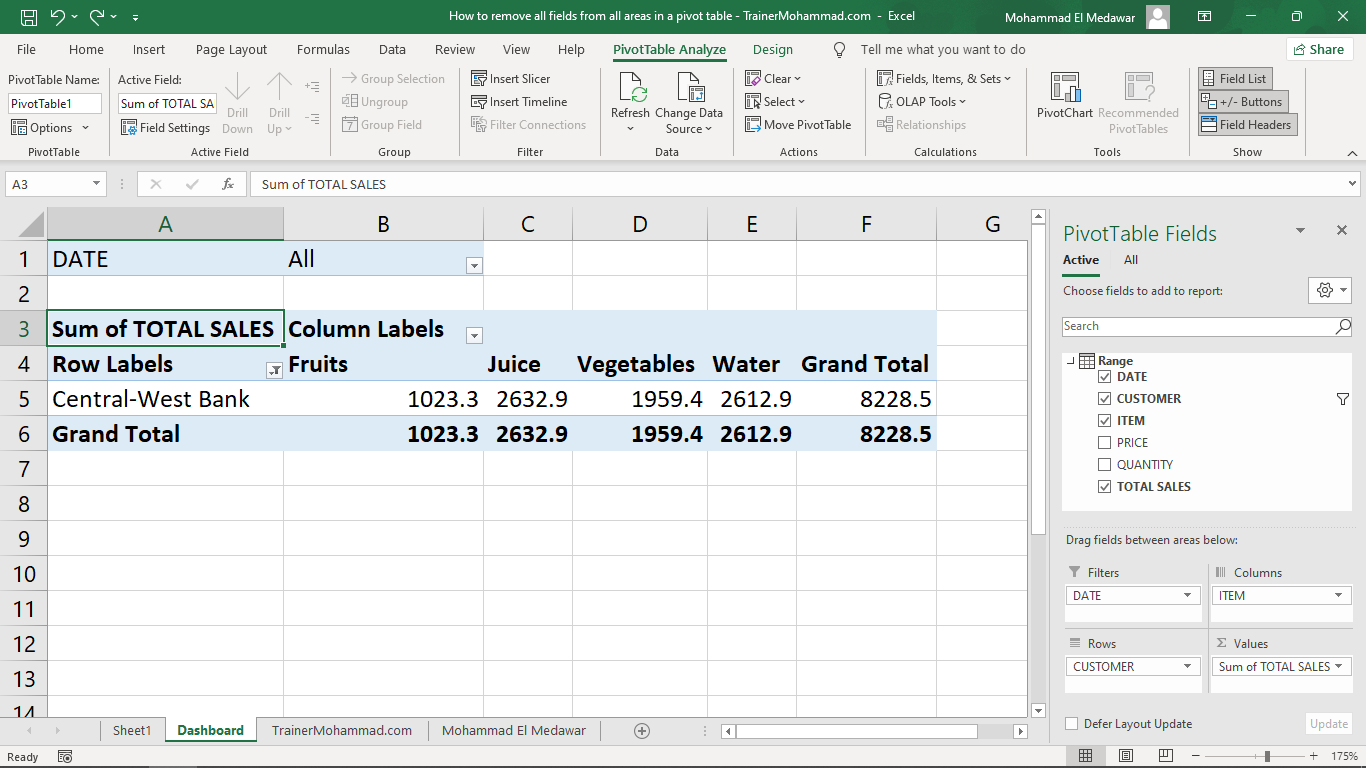 How to remove all fields from all areas in a pivot table - TrainerMohammad.com - Excel
Mohammad El Medawar
File Home Insert Page Layout Formulas Data Review View Help PivotTable Analyze Design Tell me what you want to do Share
PivotTable Name:
PivotTable1
Options
PivotTable
Active Field:
Sum of TOTAL SA
Field Settings
Drill Down
Drill Up
Active Field
Group Selection
Ungroup
Group Field
Group
Insert Slicer
Insert Timeline
Filter Connections
Filter
Refresh
Change Data Source
Data
Clear
Select
Move PivotTable
Actions
Fields, Items, & Sets
OLAP Tools
Relationships
Calculations
PivotChart
Recommended PivotTables
Tools
Field List
+/- Buttons
Field Headers
Show
A3 fx Sum of TOTAL SALES
A B C D E F G
1 DATE All
2
3 Sum of TOTAL SALES Column Labels
4 Row Labels Fruits Juice Vegetables Water Grand Total
5 Central-West Bank 1023.3 2632.9 1959.4 2612.9 8228.5
6 Grand Total 1023.3 2632.9 1959.4 2612.9 8228.5
7
8
9
10
11
12
13
14
PivotTable Fields
Active All
Choose fields to add to report:
Search
Range
DATE
CUSTOMER
ITEM
PRICE
QUANTITY
TOTAL SALES
Drag fields between areas below:
Filters
DATE
Columns
ITEM
Rows
CUSTOMER
Σ Values
Sum of TOTAL SALES
Defer Layout Update Update
Sheet1 Dashboard TrainerMohammad.com Mohammad El Medawar
Ready 175%